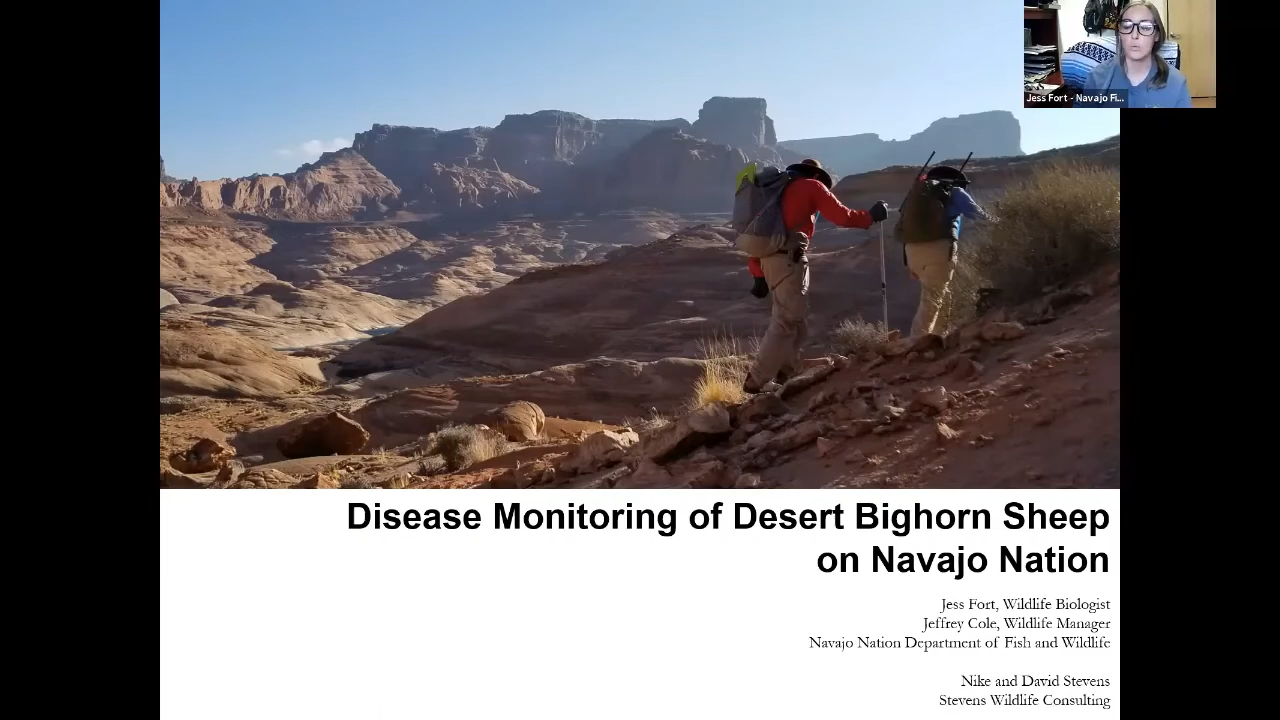 Jess Fort - Navajo Fi...
Disease Monitoring of Desert Bighorn Sheep
on Navajo Nation
Jess Fort, Wildlife Biologist
Jeffrey Cole, Wildlife Manager
Navajo Nation Department of Fish and Wildlife
Nike and David Stevens
Stevens Wildlife Consulting